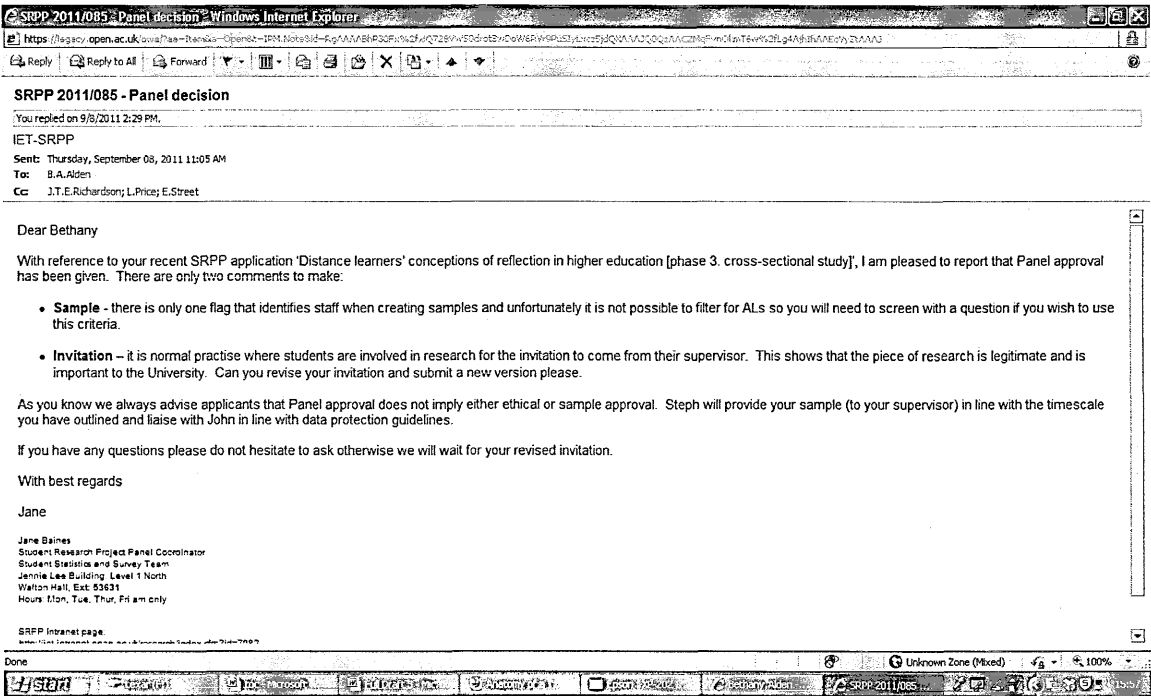 SRPP 2011/085 - Panel decision - Windows Internet Explorer
Reply Reply to All Forward
SRPP 2011/085 - Panel decision
You replied on 9/8/2011 2:29 PM.
IET-SRPP
Sent: Thursday, September 08, 2011 11:05 AM
To: B.A.Alden
Cc: J.T.E.Richardson; L.Price; E.Street
Dear Bethany
With reference to your recent SRPP application 'Distance learners' conceptions of reflection in higher education [phase 3. cross-sectional study]', I am pleased to report that Panel approval
has been given. There are only two comments to make:
• Sample - there is only one flag that identifies staff when creating samples and unfortunately it is not possible to filter for ALs so you will need to screen with a question if you wish to use
this criteria.
• Invitation – it is normal practise where students are involved in research for the invitation to come from their supervisor. This shows that the piece of research is legitimate and is
important to the University. Can you revise your invitation and submit a new version please.
As you know we always advise applicants that Panel approval does not imply either ethical or sample approval. Steph will provide your sample (to your supervisor) in line with the timescale
you have outlined and liaise with John in line with data protection guidelines.
If you have any questions please do not hesitate to ask otherwise we will wait for your revised invitation.
With best regards
Jane
Jane Baines
Student Research Project Panel Coordinator
Student Statistics and Survey Team
Jennie Lee Building, Level 1 North
Walton Hall, Ext: 53631
Hours: Mon, Tue, Thur, Fri am only
SRPP Intranet page:
Done Unknown Zone (Mixed) 100%
start SRPP 2011/085 15:57